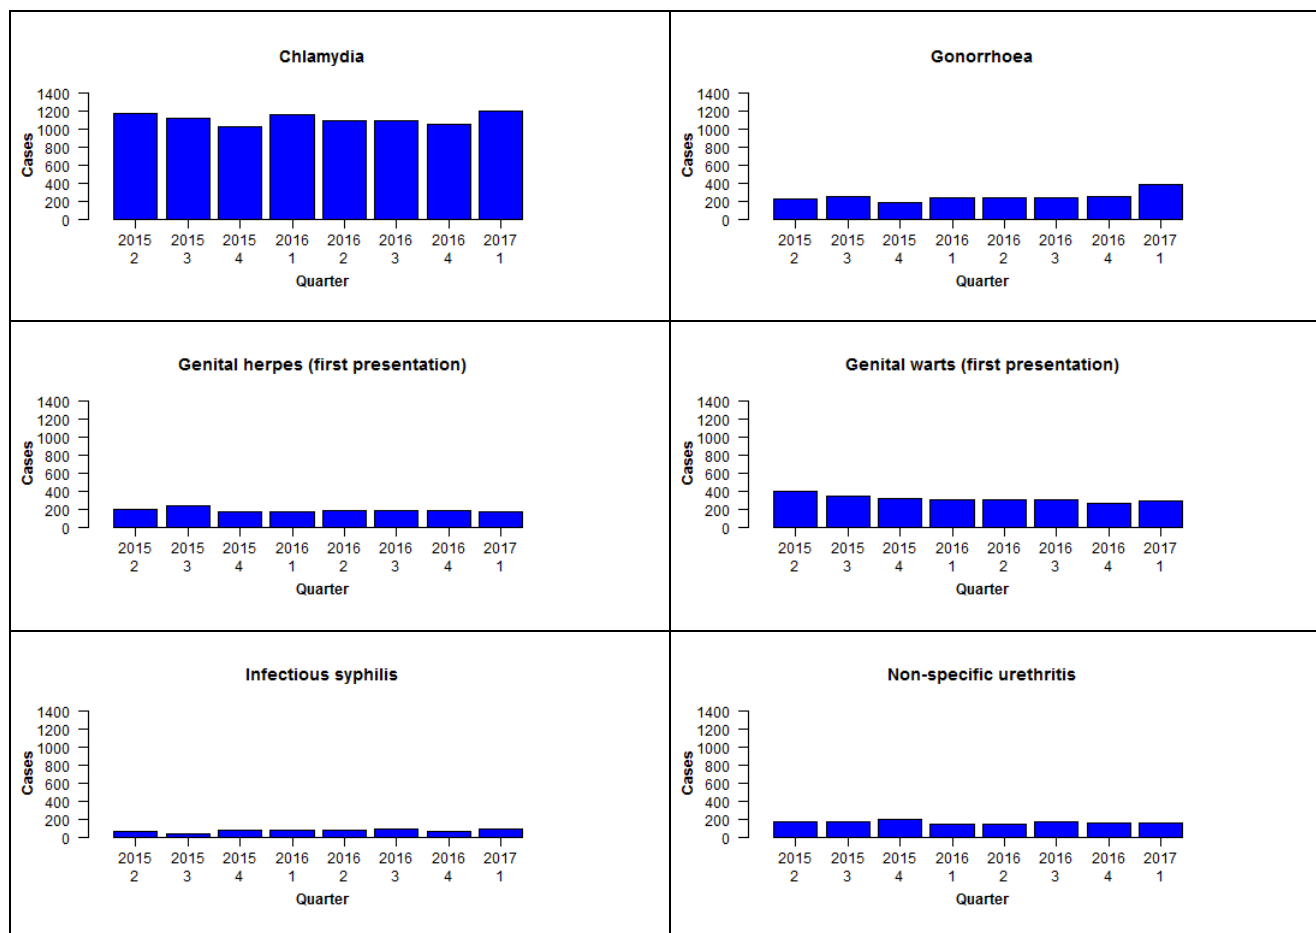 Chlamydia
1400
1200
1000
800
600
400
200
0
Cases
2015 2015 2015 2016 2016 2016 2016 2017
2 3 4 1 2 3 4 1
Quarter
Gonorrhoea
1400
1200
1000
800
600
400
200
0
Cases
2015 2015 2015 2016 2016 2016 2016 2017
2 3 4 1 2 3 4 1
Quarter
Genital herpes (first presentation)
1400
1200
1000
800
600
400
200
0
Cases
2015 2015 2015 2016 2016 2016 2016 2017
2 3 4 1 2 3 4 1
Quarter
Genital warts (first presentation)
1400
1200
1000
800
600
400
200
0
Cases
2015 2015 2015 2016 2016 2016 2016 2017
2 3 4 1 2 3 4 1
Quarter
Infectious syphilis
1400
1200
1000
800
600
400
200
0
Cases
2015 2015 2015 2016 2016 2016 2016 2017
2 3 4 1 2 3 4 1
Quarter
Non-specific urethritis
1400
1200
1000
800
600
400
200
0
Cases
2015 2015 2015 2016 2016 2016 2016 2017
2 3 4 1 2 3 4 1
Quarter